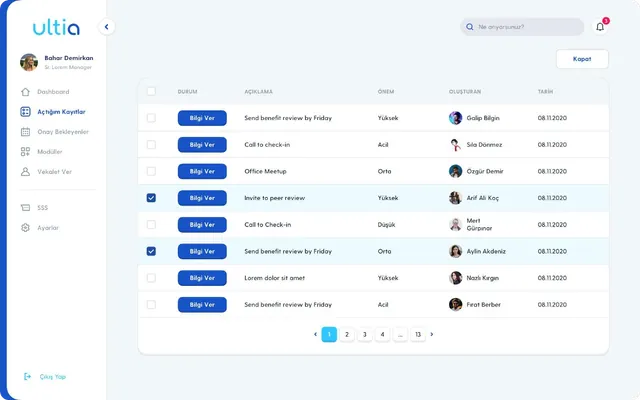 ultia
Ne arıyorsunuz?
3
Bahar Demirkan
Sr. Lorem Manager
Kapat
Dashboard
Açtığım Kayıtlar
Onay Bekleyenler
Modüller
Vekalet Ver
SSS
Ayarlar
Çıkış Yap
DURUM AÇIKLAMA ÖNEM OLUŞTURAN TARİH
Bilgi Ver Send benefit review by Friday Yüksek Galip Bilgin 08.11.2020
Bilgi Ver Call to check-in Acil Sıla Dönmez 08.11.2020
Bilgi Ver Office Meetup Orta Özgür Demir 08.11.2020
Bilgi Ver Invite to peer review Yüksek Arif Ali Koç 08.11.2020
Bilgi Ver Call to Check-in Düşük Mert Gürpınar 08.11.2020
Bilgi Ver Send benefit review by Friday Orta Aylin Akdeniz 08.11.2020
Bilgi Ver Lorem dolor sit amet Yüksek Nazlı Kırgın 08.11.2020
Bilgi Ver Send benefit review by Friday Acil Fırat Berber 08.11.2020
1 2 3 4 ... 13